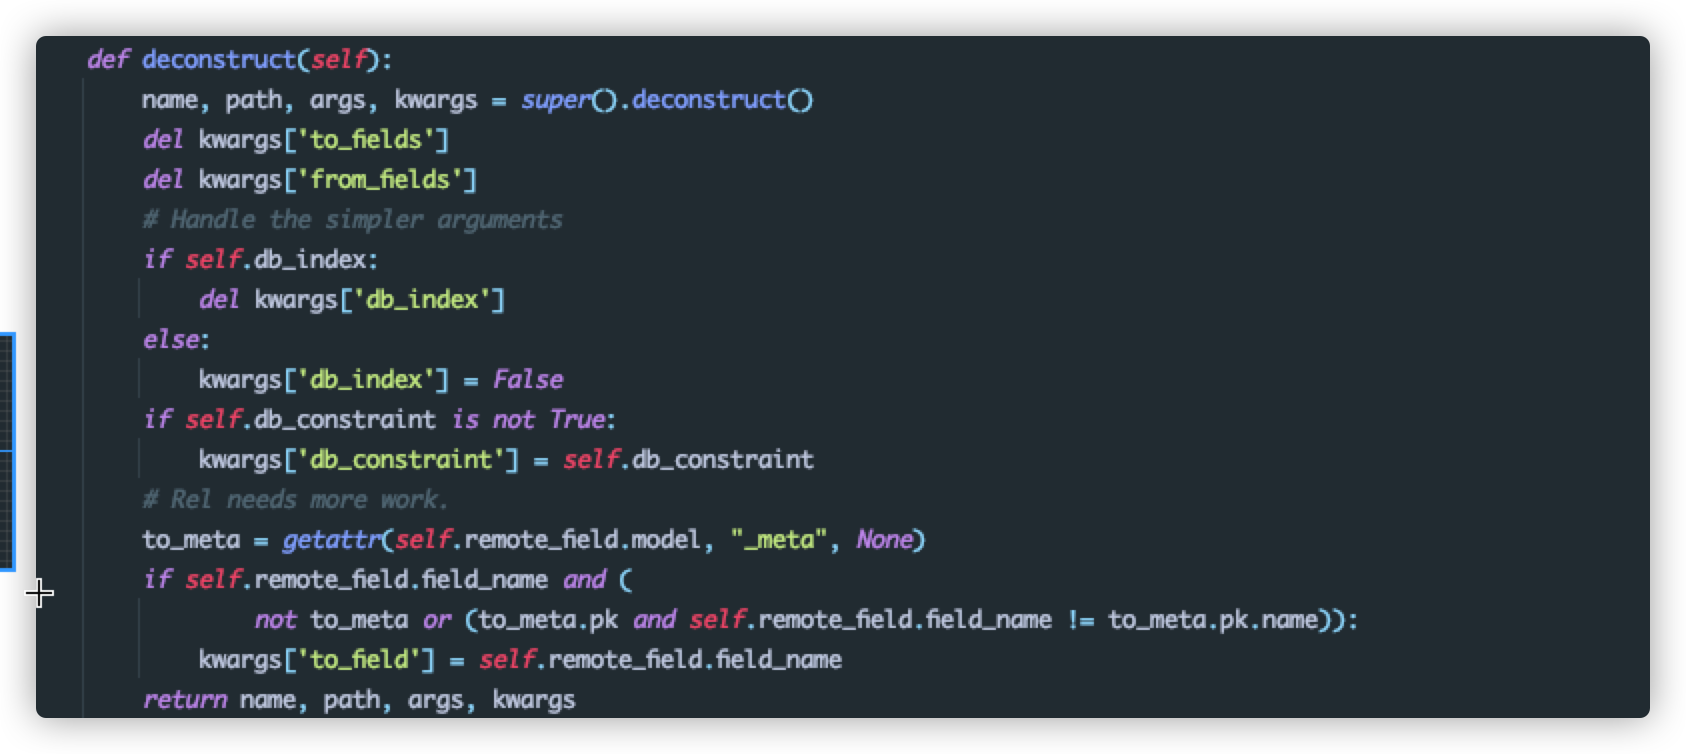 def deconstruct(self):
    name, path, args, kwargs = super().deconstruct()
    del kwargs['to_fields']
    del kwargs['from_fields']
    # Handle the simpler arguments
    if self.db_index:
        del kwargs['db_index']
    else:
        kwargs['db_index'] = False
    if self.db_constraint is not True:
        kwargs['db_constraint'] = self.db_constraint
    # Rel needs more work.
    to_meta = getattr(self.remote_field.model, "_meta", None)
    if self.remote_field.field_name and (
            not to_meta or (to_meta.pk and self.remote_field.field_name != to_meta.pk.name)):
        kwargs['to_field'] = self.remote_field.field_name
    return name, path, args, kwargs